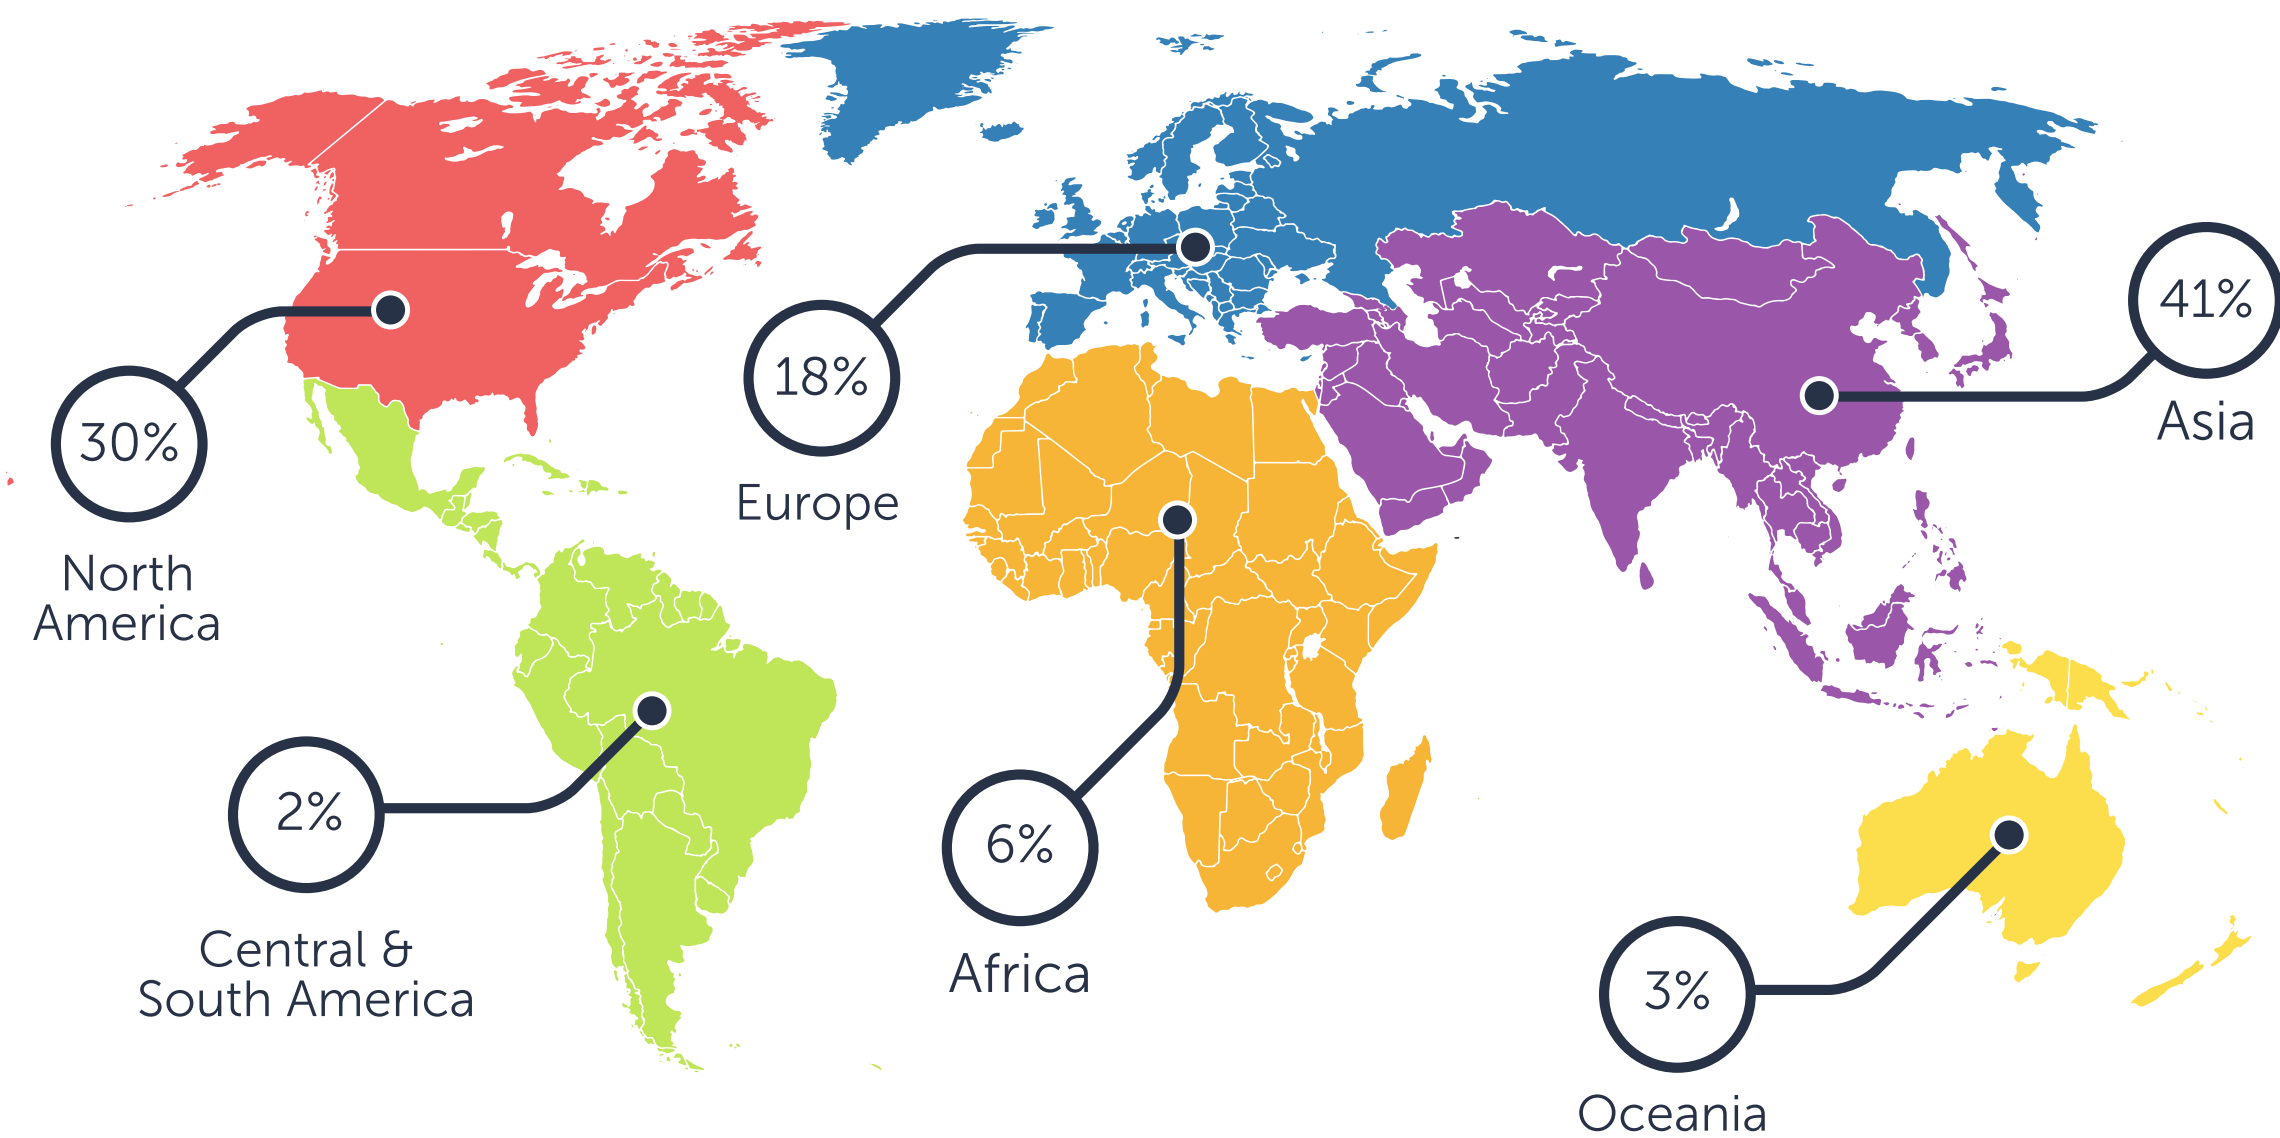 30%
North
America
18%
Europe
41%
Asia
2%
Central &
South America
6%
Africa
3%
Oceania